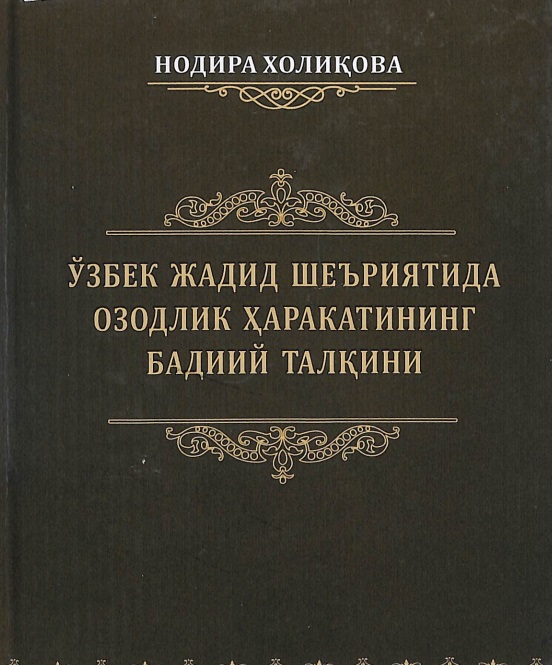 НОДИРА ХОЛИҚОВА
ЎЗБЕК ЖАДИД ШЕЪРИЯТИДА
ОЗОДЛИК ҲАРАКАТИНИНГ
БАДИИЙ ТАЛҚИНИ